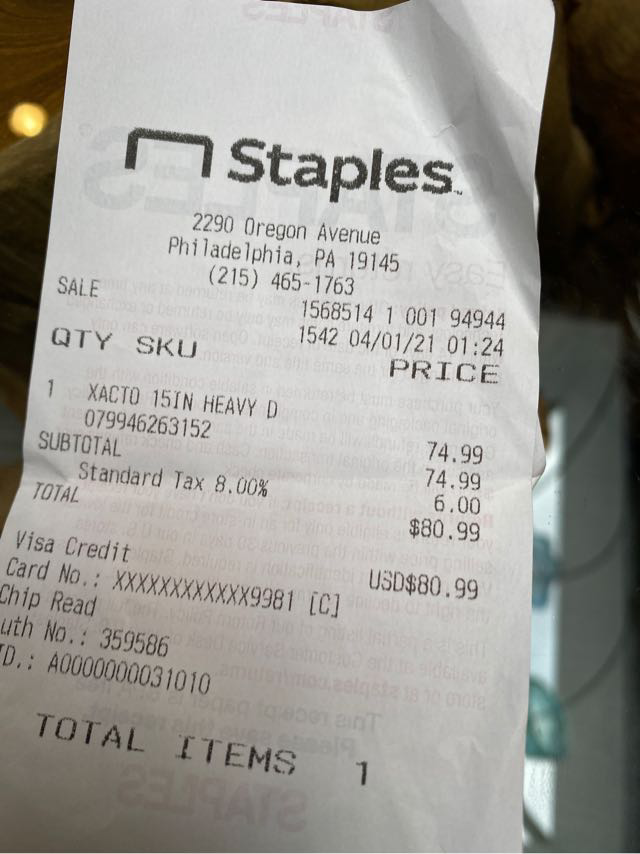 Staples
2290 Oregon Avenue
Philadelphia, PA 19145
(215) 465-1763
SALE
1568514 1 001 94944
1542 04/01/21 01:24
QTY SKU PRICE
1 XACTO 15IN HEAVY D
079946263152 74.99
SUBTOTAL 74.99
Standard Tax 8.00% 6.00
TOTAL $80.99
Visa Credit USD$80.99
Card No.: XXXXXXXXXXXX9981 [C]
Chip Read
uth No.: 359586
D.: A0000000031010
TOTAL ITEMS 1